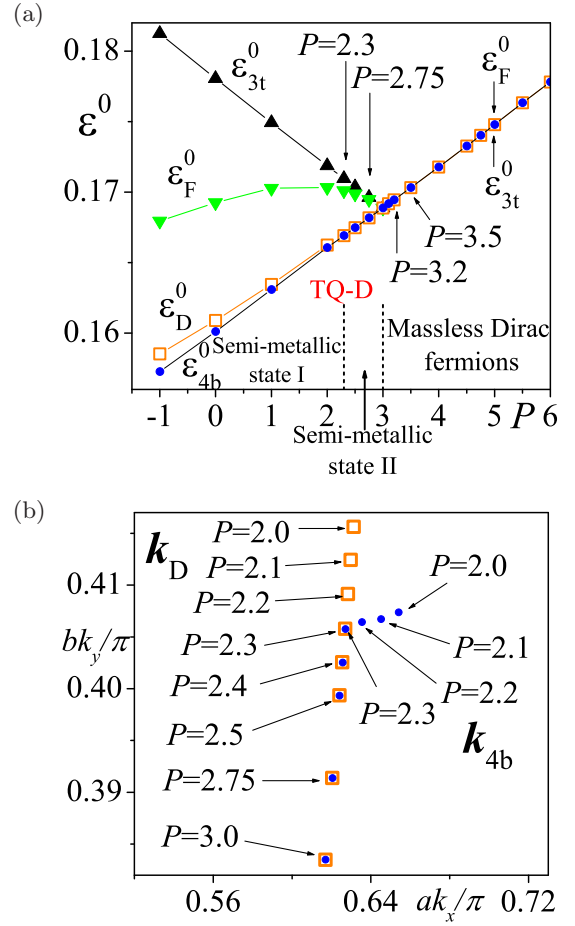 (a)
0.18
0.17
0.16
ε⁰
ε⁰3t
P=2.3
P=2.75
ε⁰F
ε⁰F
ε⁰3t
P=3.5
P=3.2
TQ-D
ε⁰D
ε⁰4b
Semi-metallic
state I
Massless Dirac
fermions
-1 0 1 2 3 4 5 P 6
Semi-metallic
state II
(b)
kD
P=2.0
P=2.1
P=2.2
P=2.3
P=2.4
P=2.5
P=2.75
P=3.0
P=2.0
P=2.1
P=2.2
P=2.3
k4b
0.41
bky/π
0.40
0.39
0.56 0.64 akx/π 0.72